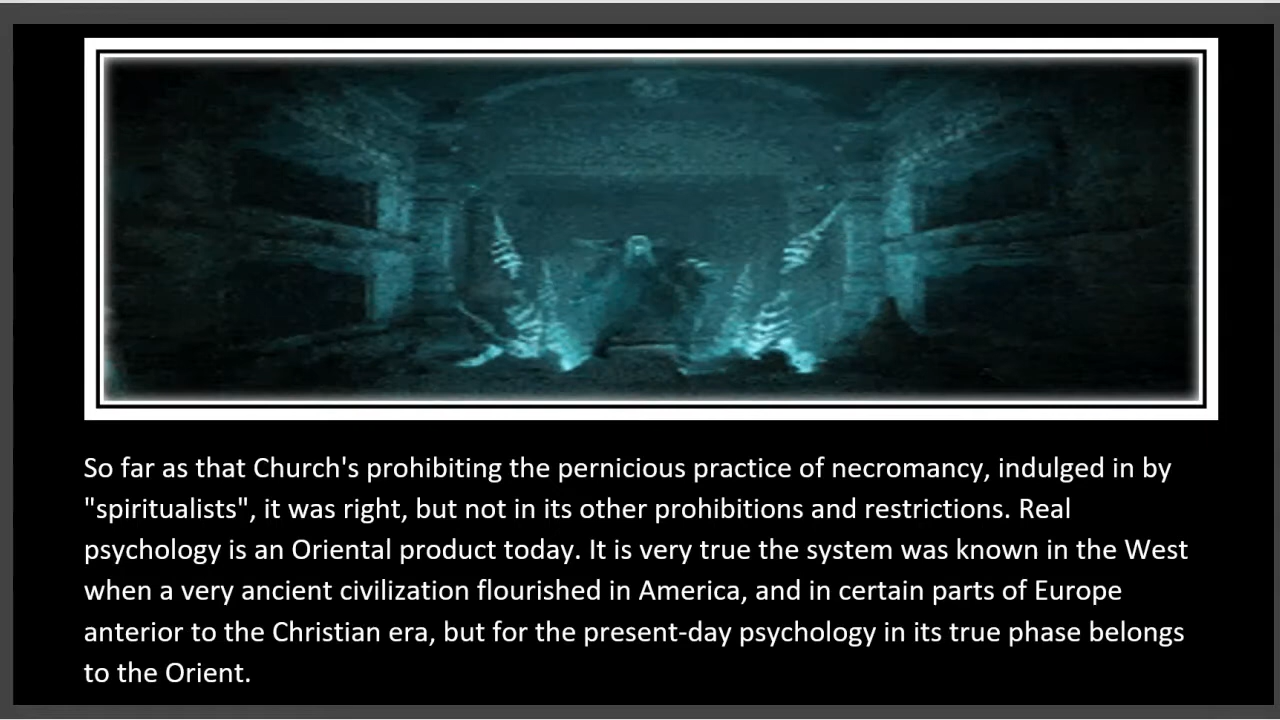 So far as that Church's prohibiting the pernicious practice of necromancy, indulged in by
"spiritualists", it was right, but not in its other prohibitions and restrictions. Real
psychology is an Oriental product today. It is very true the system was known in the West
when a very ancient civilization flourished in America, and in certain parts of Europe
anterior to the Christian era, but for the present-day psychology in its true phase belongs
to the Orient.